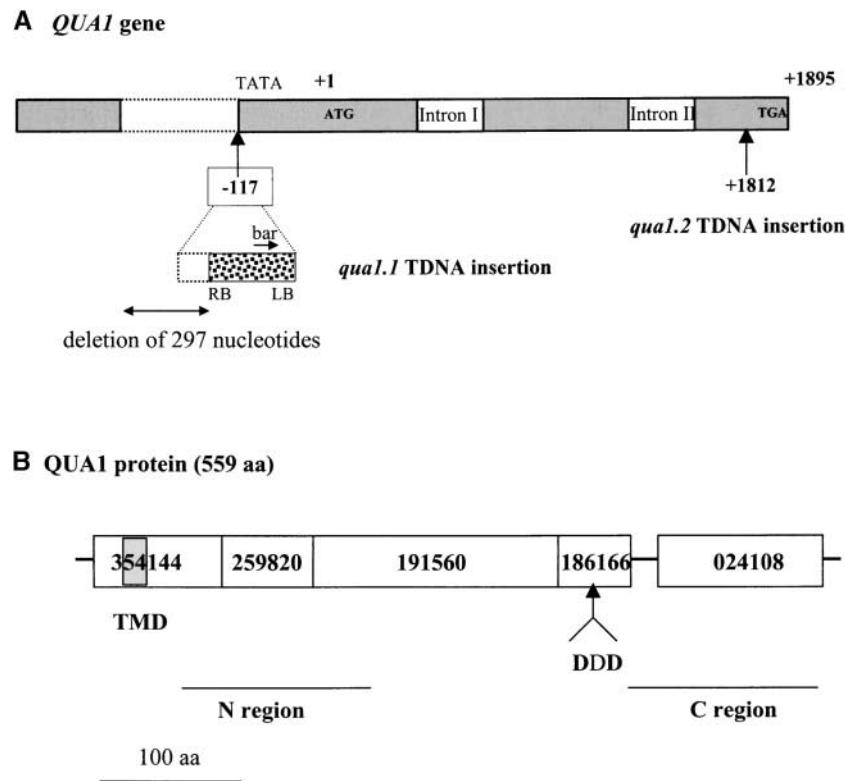 A QUA1 gene
TATA +1 +1895
ATG Intron I Intron II TGA
-117 +1812
bar qua1.2 TDNA insertion
qua1.1 TDNA insertion
RB LB
deletion of 297 nucleotides
B QUA1 protein (559 aa)
354144 259820 191560 186166 024108
TMD
DDD
N region C region
100 aa